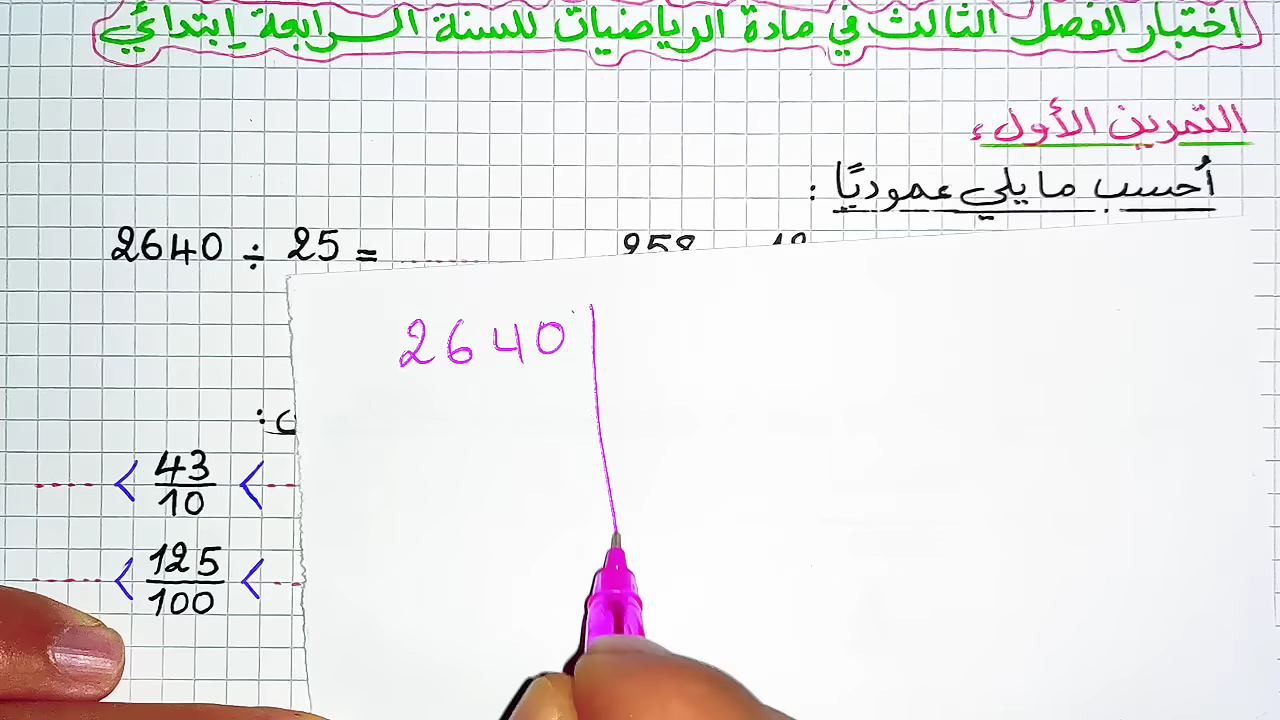 اختبار الفصل الثالث في مادة الرياضيات للسنة الرابعة إبتدائي
التمرين الأول:
أحسب ما يلي عموديًا :
2640 ÷ 25 = ........
2640
...... < 43/10 < ...
...... < 125/100 < ...